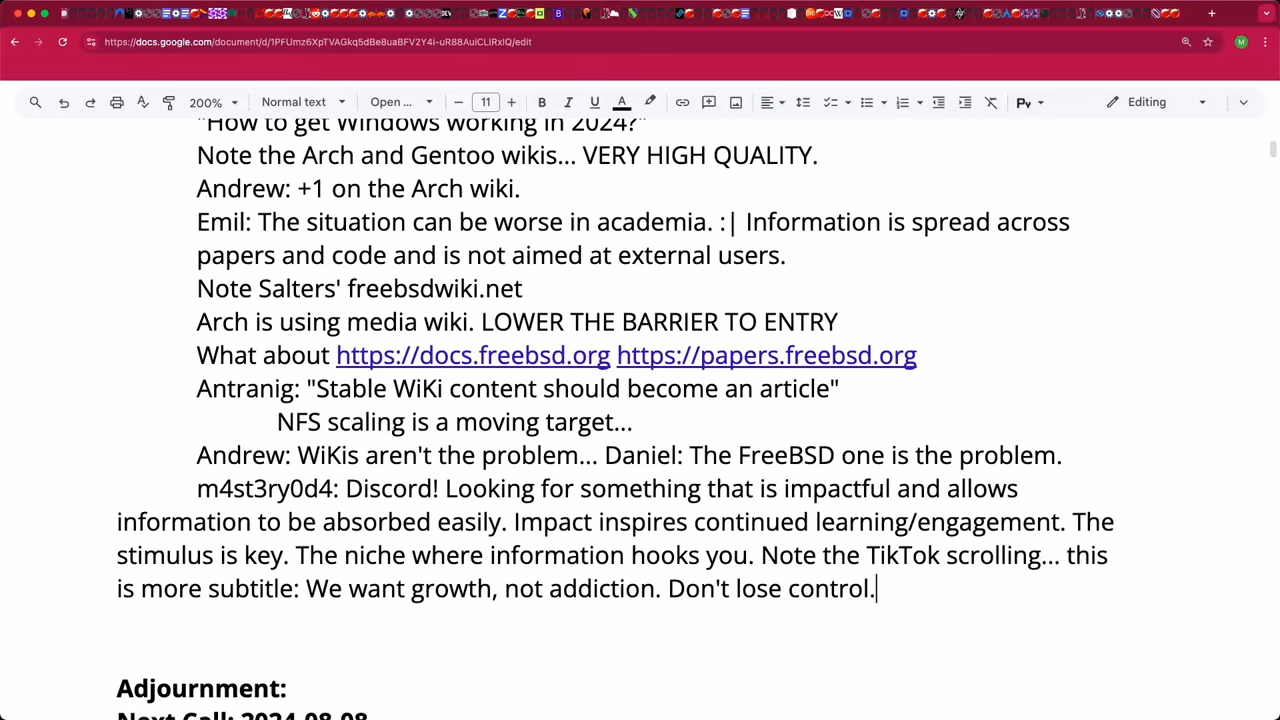 https://docs.google.com/document/d/1PFUmz6XpTVAGkq5dBe8uaBFV2Y4i-uR88AuiCLIRxIQ/edit
M
200%
Normal text
Open ...
11
B I U A
Editing
"How to get Windows working in 2024?"
Note the Arch and Gentoo wikis... VERY HIGH QUALITY.
Andrew: +1 on the Arch wiki.
Emil: The situation can be worse in academia. :| Information is spread across
papers and code and is not aimed at external users.
Note Salters' freebsdwiki.net
Arch is using media wiki. LOWER THE BARRIER TO ENTRY
What about https://docs.freebsd.org https://papers.freebsd.org
Antranig: "Stable WiKi content should become an article"
NFS scaling is a moving target...
Andrew: WiKis aren't the problem... Daniel: The FreeBSD one is the problem.
m4st3ry0d4: Discord! Looking for something that is impactful and allows
information to be absorbed easily. Impact inspires continued learning/engagement. The
stimulus is key. The niche where information hooks you. Note the TikTok scrolling... this
is more subtitle: We want growth, not addiction. Don't lose control.
Adjournment:
Next Call: 2024-08-08